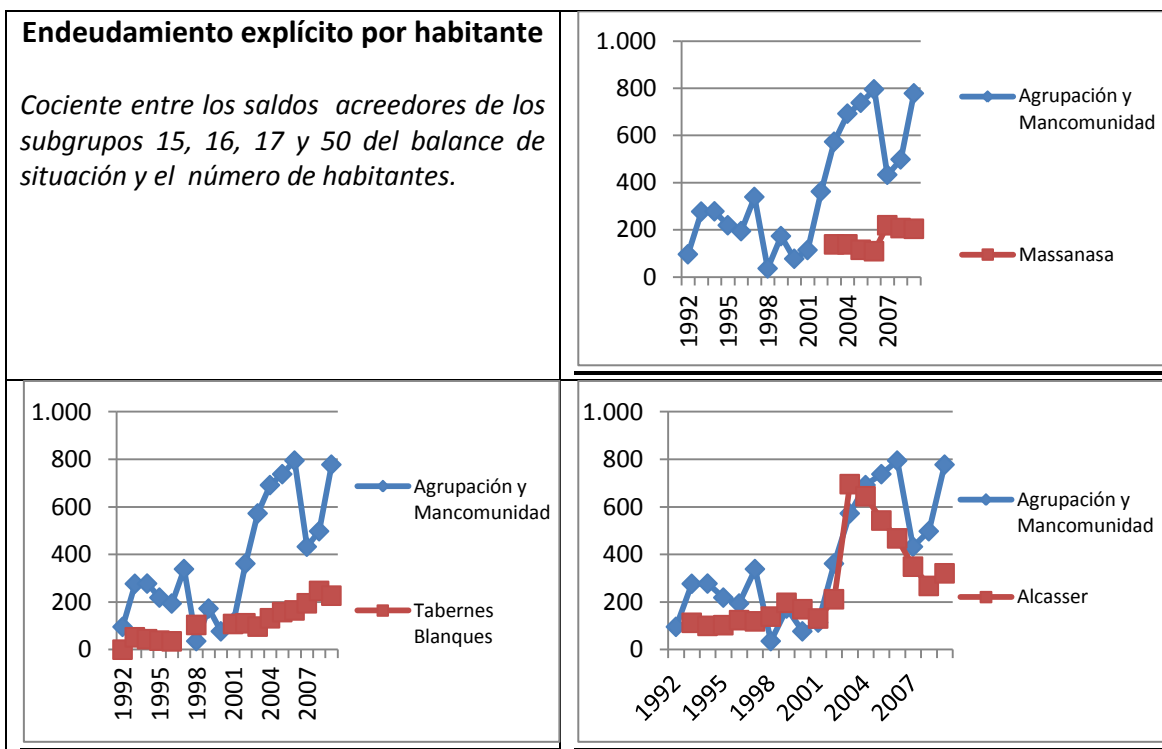 Endeudamiento explícito por habitante
Cociente entre los saldos acreedores de los
subgrupos 15, 16, 17 y 50 del balance de
situación y el número de habitantes.
1.000
800
600
400
200
0
1992
1995
1998
2001
2004
2007
Agrupación y
Mancomunidad
Massanasa
1.000
800
600
400
200
0
1992
1995
1998
2001
2004
2007
Agrupación y
Mancomunidad
Tabernes
Blanques
1.000
800
600
400
200
0
1992
1995
1998
2001
2004
2007
Agrupación y
Mancomunidad
Alcasser